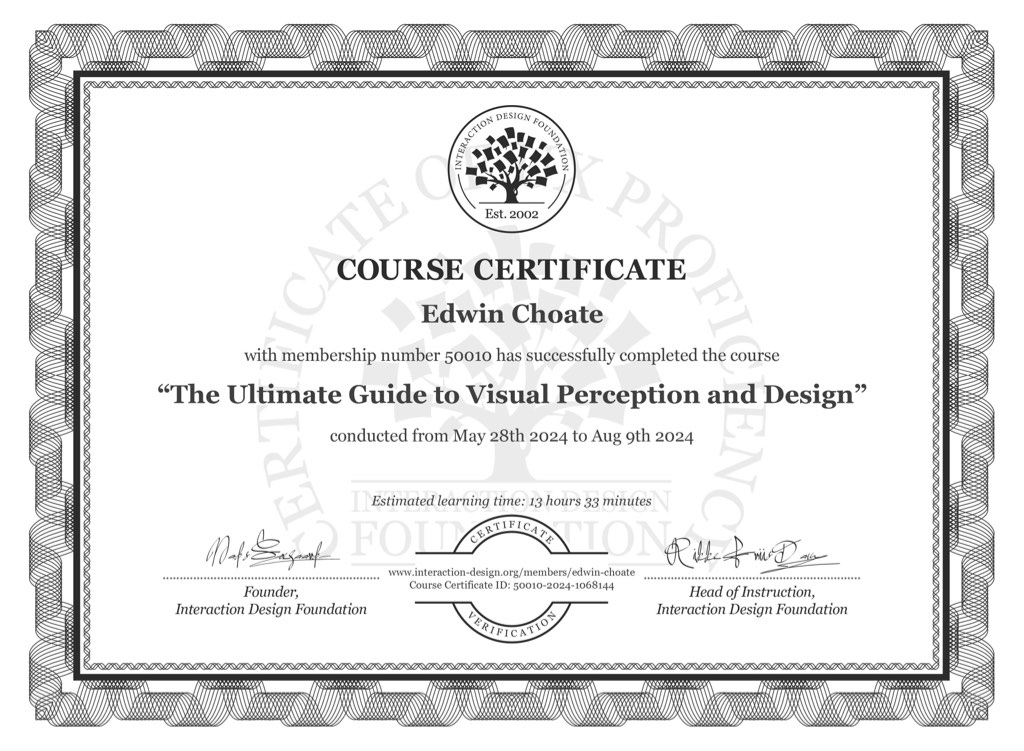 INTERACTION DESIGN FOUNDATION
Est. 2002
CERTIFICATE OF UX PROFICIENCY
COURSE CERTIFICATE
Edwin Choate
with membership number 50010 has successfully completed the course
“The Ultimate Guide to Visual Perception and Design”
conducted from May 28th 2024 to Aug 9th 2024
INTERACTION DESIGN
FOUNDATION
Estimated learning time: 13 hours 33 minutes
CERTIFICATE
www.interaction-design.org/members/edwin-choate
Course Certificate ID: 50010-2024-1068144
VERIFICATION
Founder,
Interaction Design Foundation
Head of Instruction,
Interaction Design Foundation